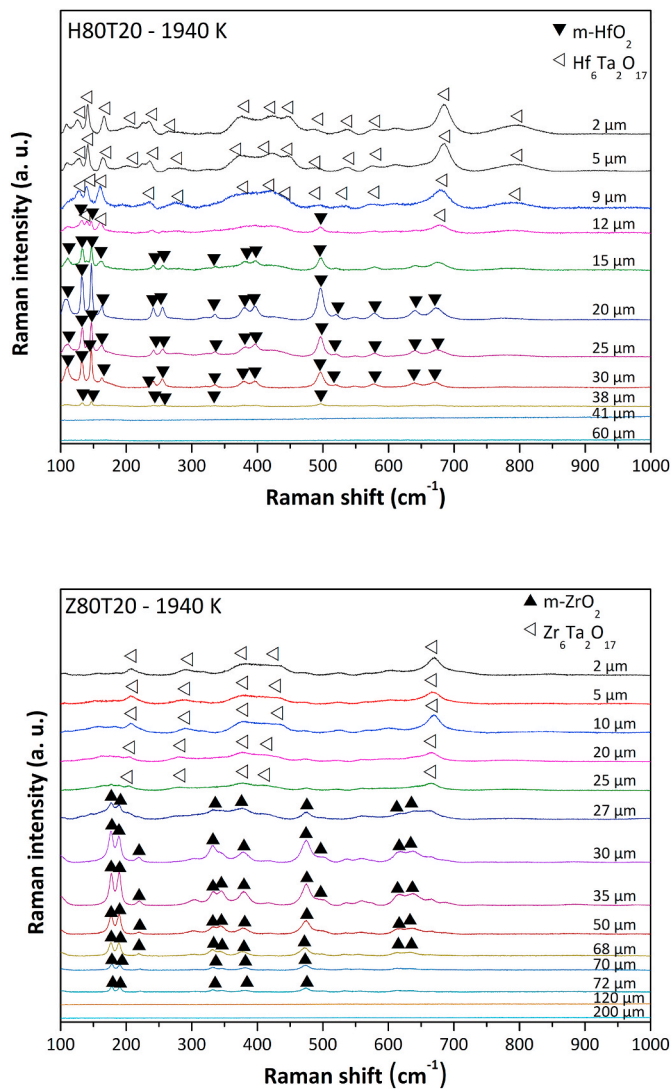 H80T20 - 1940 K
▼ m-HfO2
◁ Hf6Ta2O17
2 µm
5 µm
9 µm
12 µm
15 µm
20 µm
25 µm
30 µm
38 µm
41 µm
60 µm
Raman intensity (a. u.)
100 200 300 400 500 600 700 800 900 1000
Raman shift (cm-1)
Z80T20 - 1940 K
▲ m-ZrO2
◁ Zr6Ta2O17
2 µm
5 µm
10 µm
20 µm
25 µm
27 µm
30 µm
35 µm
50 µm
68 µm
70 µm
72 µm
120 µm
200 µm
Raman intensity (a. u.)
100 200 300 400 500 600 700 800 900 1000
Raman shift (cm-1)